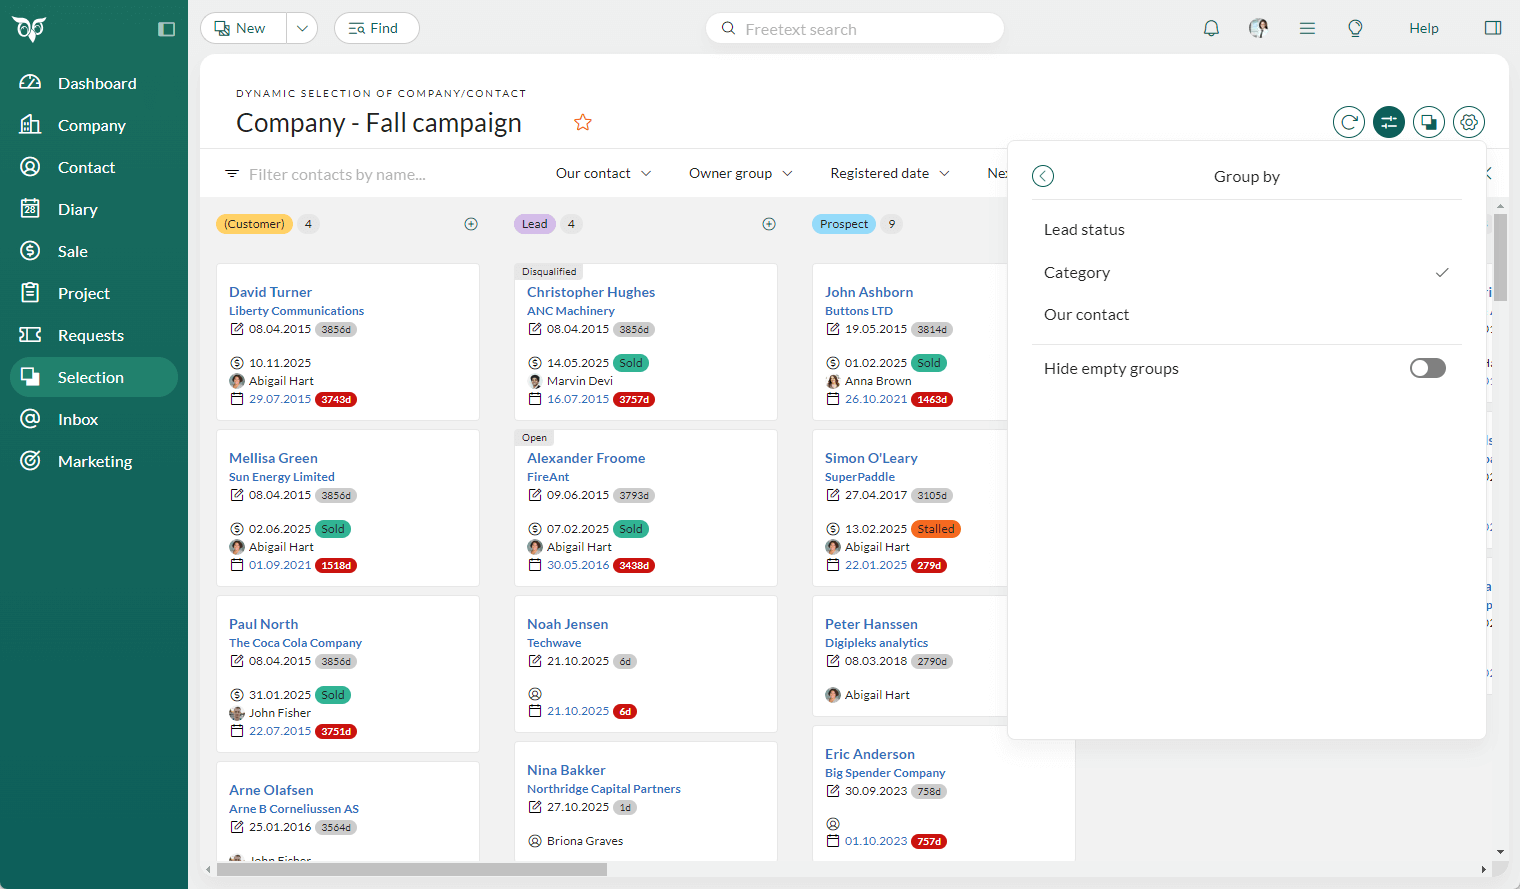 New
Find
Freetext search
Help
Dashboard
Company
Contact
28
Diary
Sale
Project
Requests
Selection
Inbox
Marketing
DYNAMIC SELECTION OF COMPANY/CONTACT
Company - Fall campaign
Filter contacts by name...
Our contact
Owner group
Registered date
(Customer) 4
David Turner
Liberty Communications
08.04.2015 3856d
10.11.2025
Abigail Hart
29.07.2015 3743d
Mellisa Green
Sun Energy Limited
08.04.2015 3856d
02.06.2025 Sold
Abigail Hart
01.09.2021 1518d
Paul North
The Coca Cola Company
08.04.2015 3856d
31.01.2025 Sold
John Fisher
22.07.2015 3751d
Arne Olafsen
Arne B Corneliussen AS
25.01.2016 3564d
John Fisher
Lead 4
Disqualified
Christopher Hughes
ANC Machinery
08.04.2015 3856d
14.05.2025 Sold
Marvin Devi
16.07.2015 3757d
Open
Alexander Froome
FireAnt
09.06.2015 3793d
07.02.2025 Sold
Abigail Hart
30.05.2016 3438d
Noah Jensen
Techwave
21.10.2025 6d
21.10.2025 6d
Nina Bakker
Northridge Capital Partners
27.10.2025 1d
Briona Graves
Prospect 9
John Ashborn
Buttons LTD
19.05.2015 3814d
01.02.2025 Sold
Anna Brown
26.10.2021 1463d
Simon O'Leary
SuperPaddle
27.04.2017 3105d
13.02.2025 Stalled
Abigail Hart
22.01.2025 279d
Peter Hanssen
Digipleks analytics
08.03.2018 2790d
Abigail Hart
Eric Anderson
Big Spender Company
30.09.2023 758d
01.10.2023 757d
Group by
Lead status
Category
Our contact
Hide empty groups